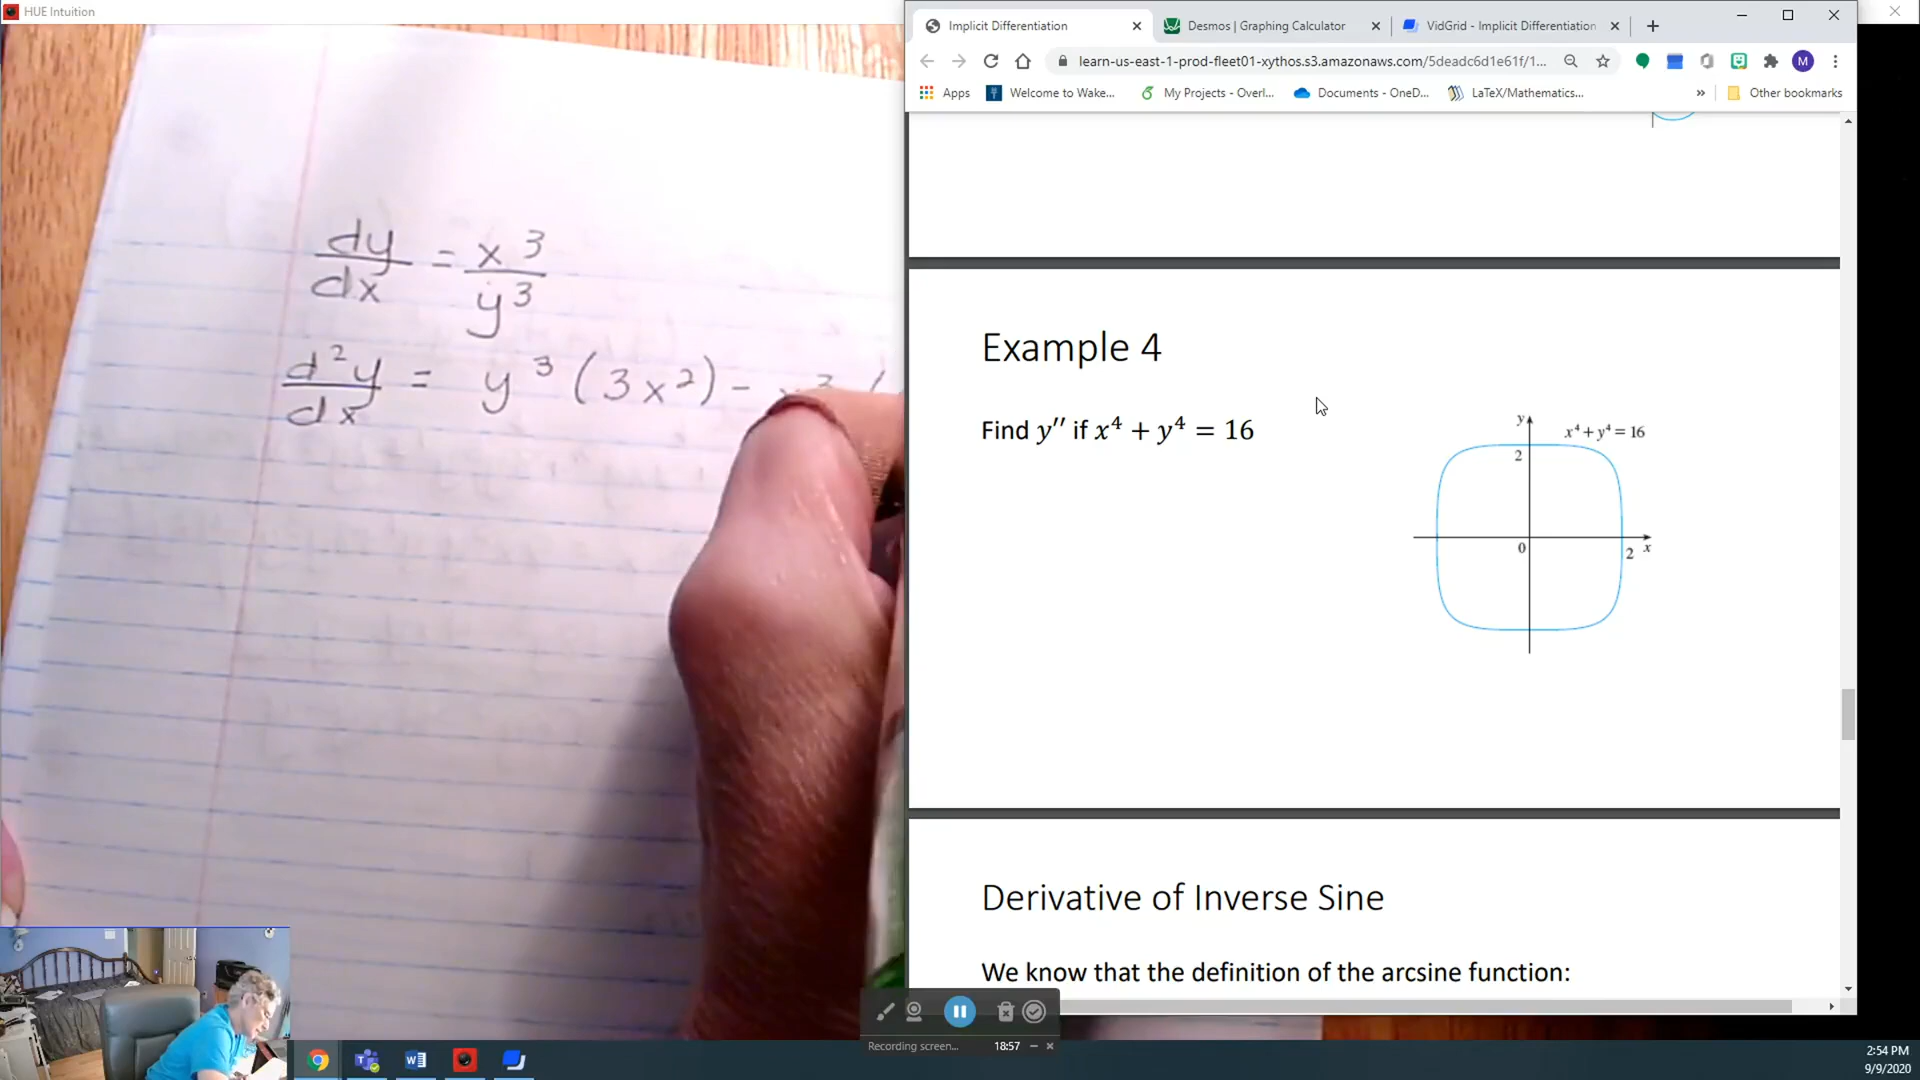 HUE Intuition
dy/dx = x³/y³
d²y/dx = y³ (3x²) -
Implicit Differentiation
Desmos | Graphing Calculator
VidGrid - Implicit Differentiation
learn-us-east-1-prod-fleet01-xythos.s3.amazonaws.com/5deadc6d1e61f/1...
M
Apps
Welcome to Wake...
My Projects - Overl...
Documents - OneD...
LaTeX/Mathematics...
»
Other bookmarks
Example 4
Find y′′ if x⁴ + y⁴ = 16
y
x⁴ + y⁴ = 16
2
0
2
x
Derivative of Inverse Sine
We know that the definition of the arcsine function:
Recording screen...
18:57
2:54 PM
9/9/2020